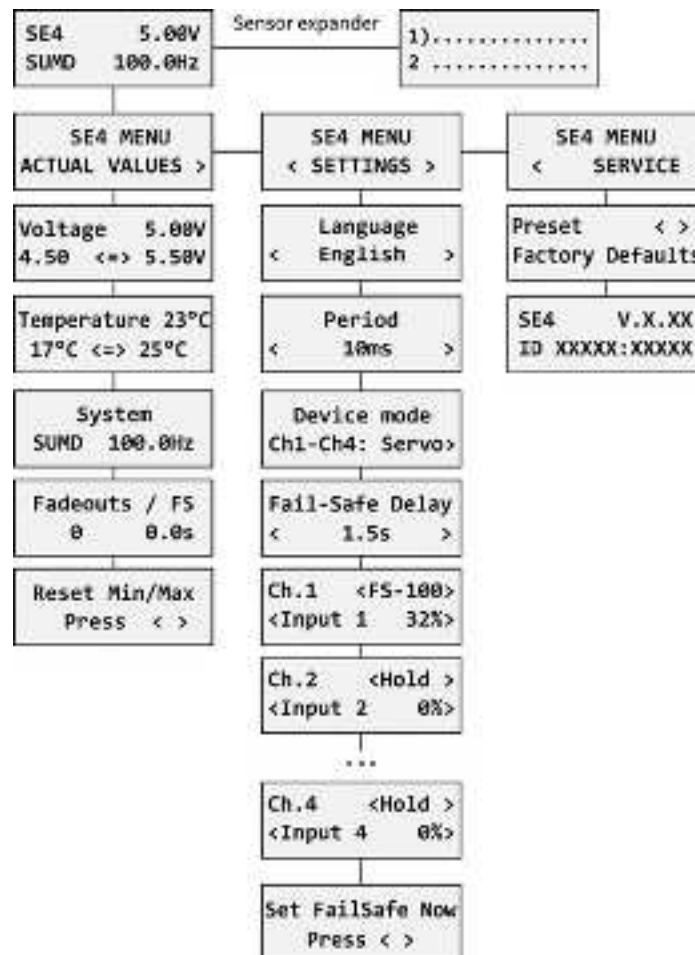 SE4 5.00V
SUMD 100.0Hz
Sensor expander
1)..............
2 ..............
SE4 MENU
ACTUAL VALUES >
Voltage 5.00V
4.50 <=> 5.50V
Temperature 23°C
17°C <=> 25°C
System
SUMD 100.0Hz
Fadeouts / FS
0 0.0s
Reset Min/Max
Press < >
SE4 MENU
< SETTINGS >
Language
< English >
Period
< 10ms >
Device mode
Ch1-Ch4: Servo>
Fail-Safe Delay
< 1.5s >
Ch.1 <FS-100>
<Input 1 32%>
Ch.2 <Hold >
<Input 2 0%>
...
Ch.4 <Hold >
<Input 4 0%>
Set FailSafe Now
Press < >
SE4 MENU
< SERVICE
Preset < >
Factory Defaults
SE4 V.X.XX
ID XXXXX:XXXXX